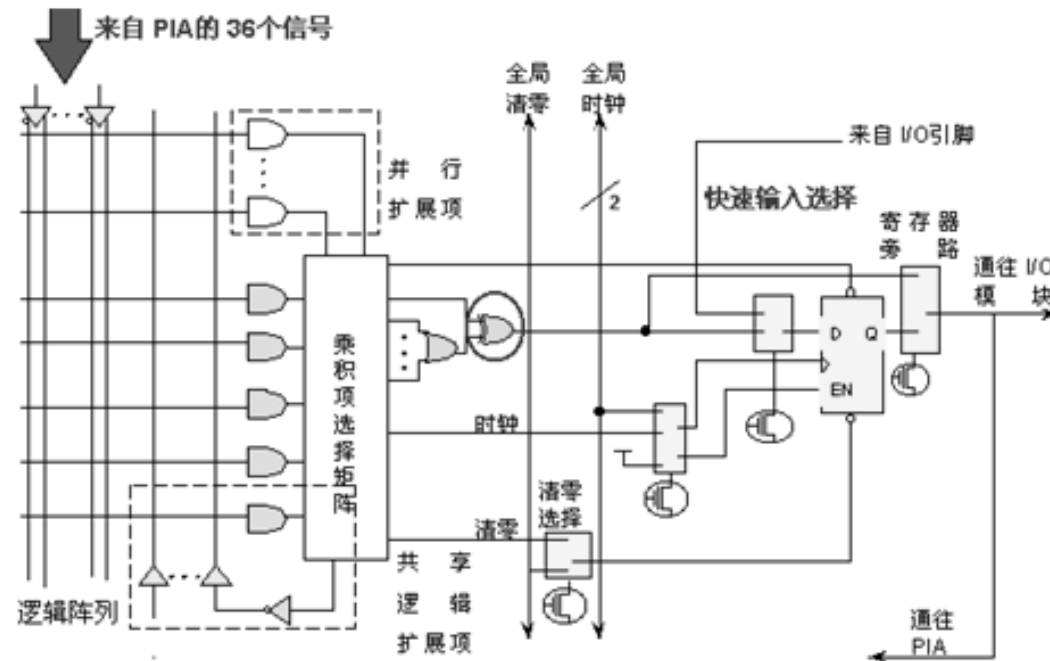 来自 PIA的 36个信号
全局
清零
全局
时钟
来自 I/O引脚
并 行
扩展项
2
快速输入选择
寄存器
旁 路
通往 I/O
模 块
乘积项选择矩阵
D Q
EN
时钟
清零
选择
清零
共 享
逻 辑
扩展项
逻辑阵列
通往
PIA